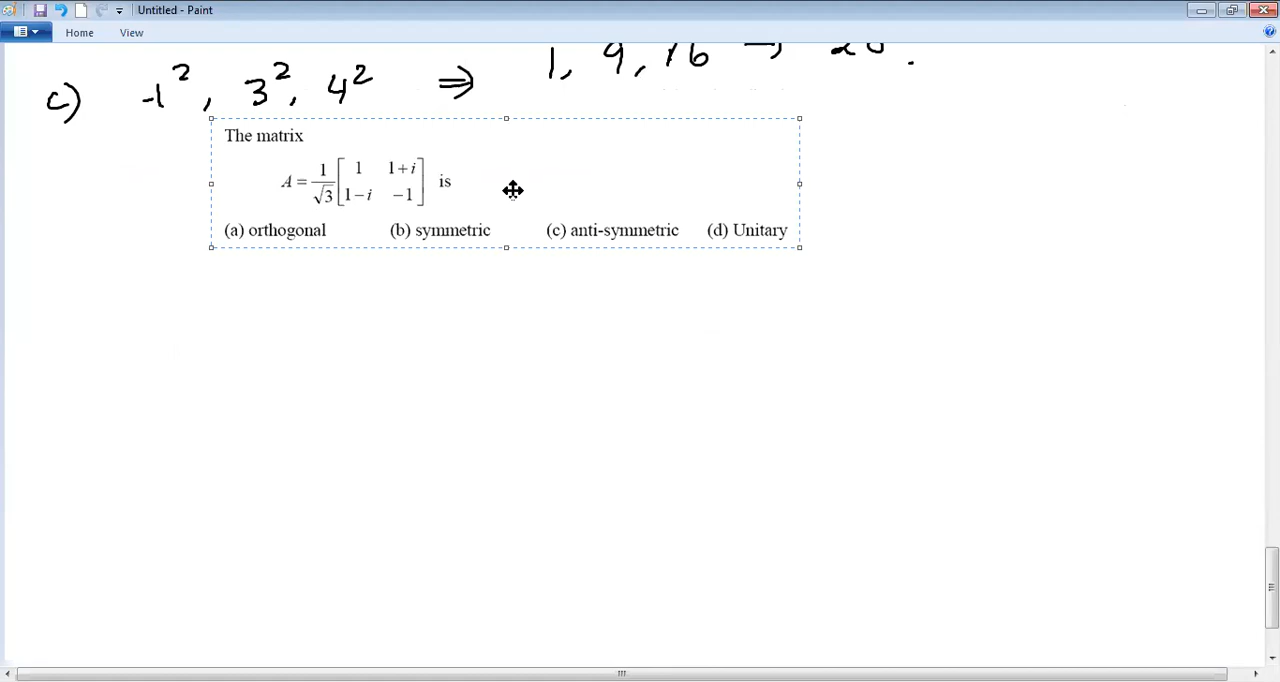 Untitled - Paint
Home View
1, 9, 16 → 26.
c) -1², 3², 4² ⇒
The matrix
A = 1/√3 [1 1+i; 1−i −1] is
(a) orthogonal (b) symmetric (c) anti-symmetric (d) Unitary